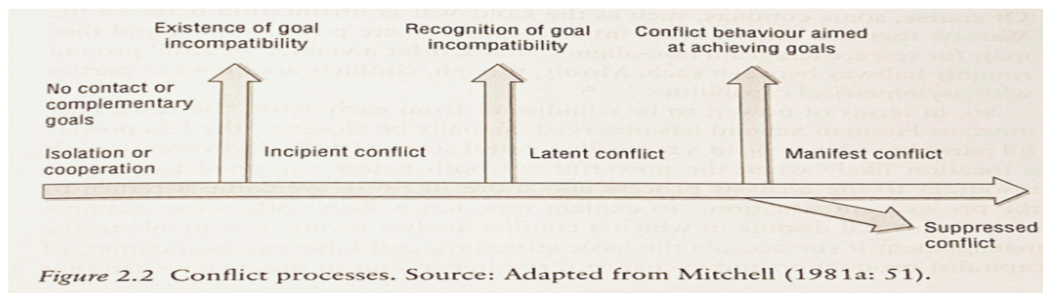 Existence of goal
incompatibility
Recognition of goal
incompatibility
Conflict behaviour aimed
at achieving goals
No contact or
complementary
goals
Isolation or
cooperation
Incipient conflict
Latent conflict
Manifest conflict
Suppressed
conflict
Figure 2.2 Conflict processes. Source: Adapted from Mitchell (1981a: 51).